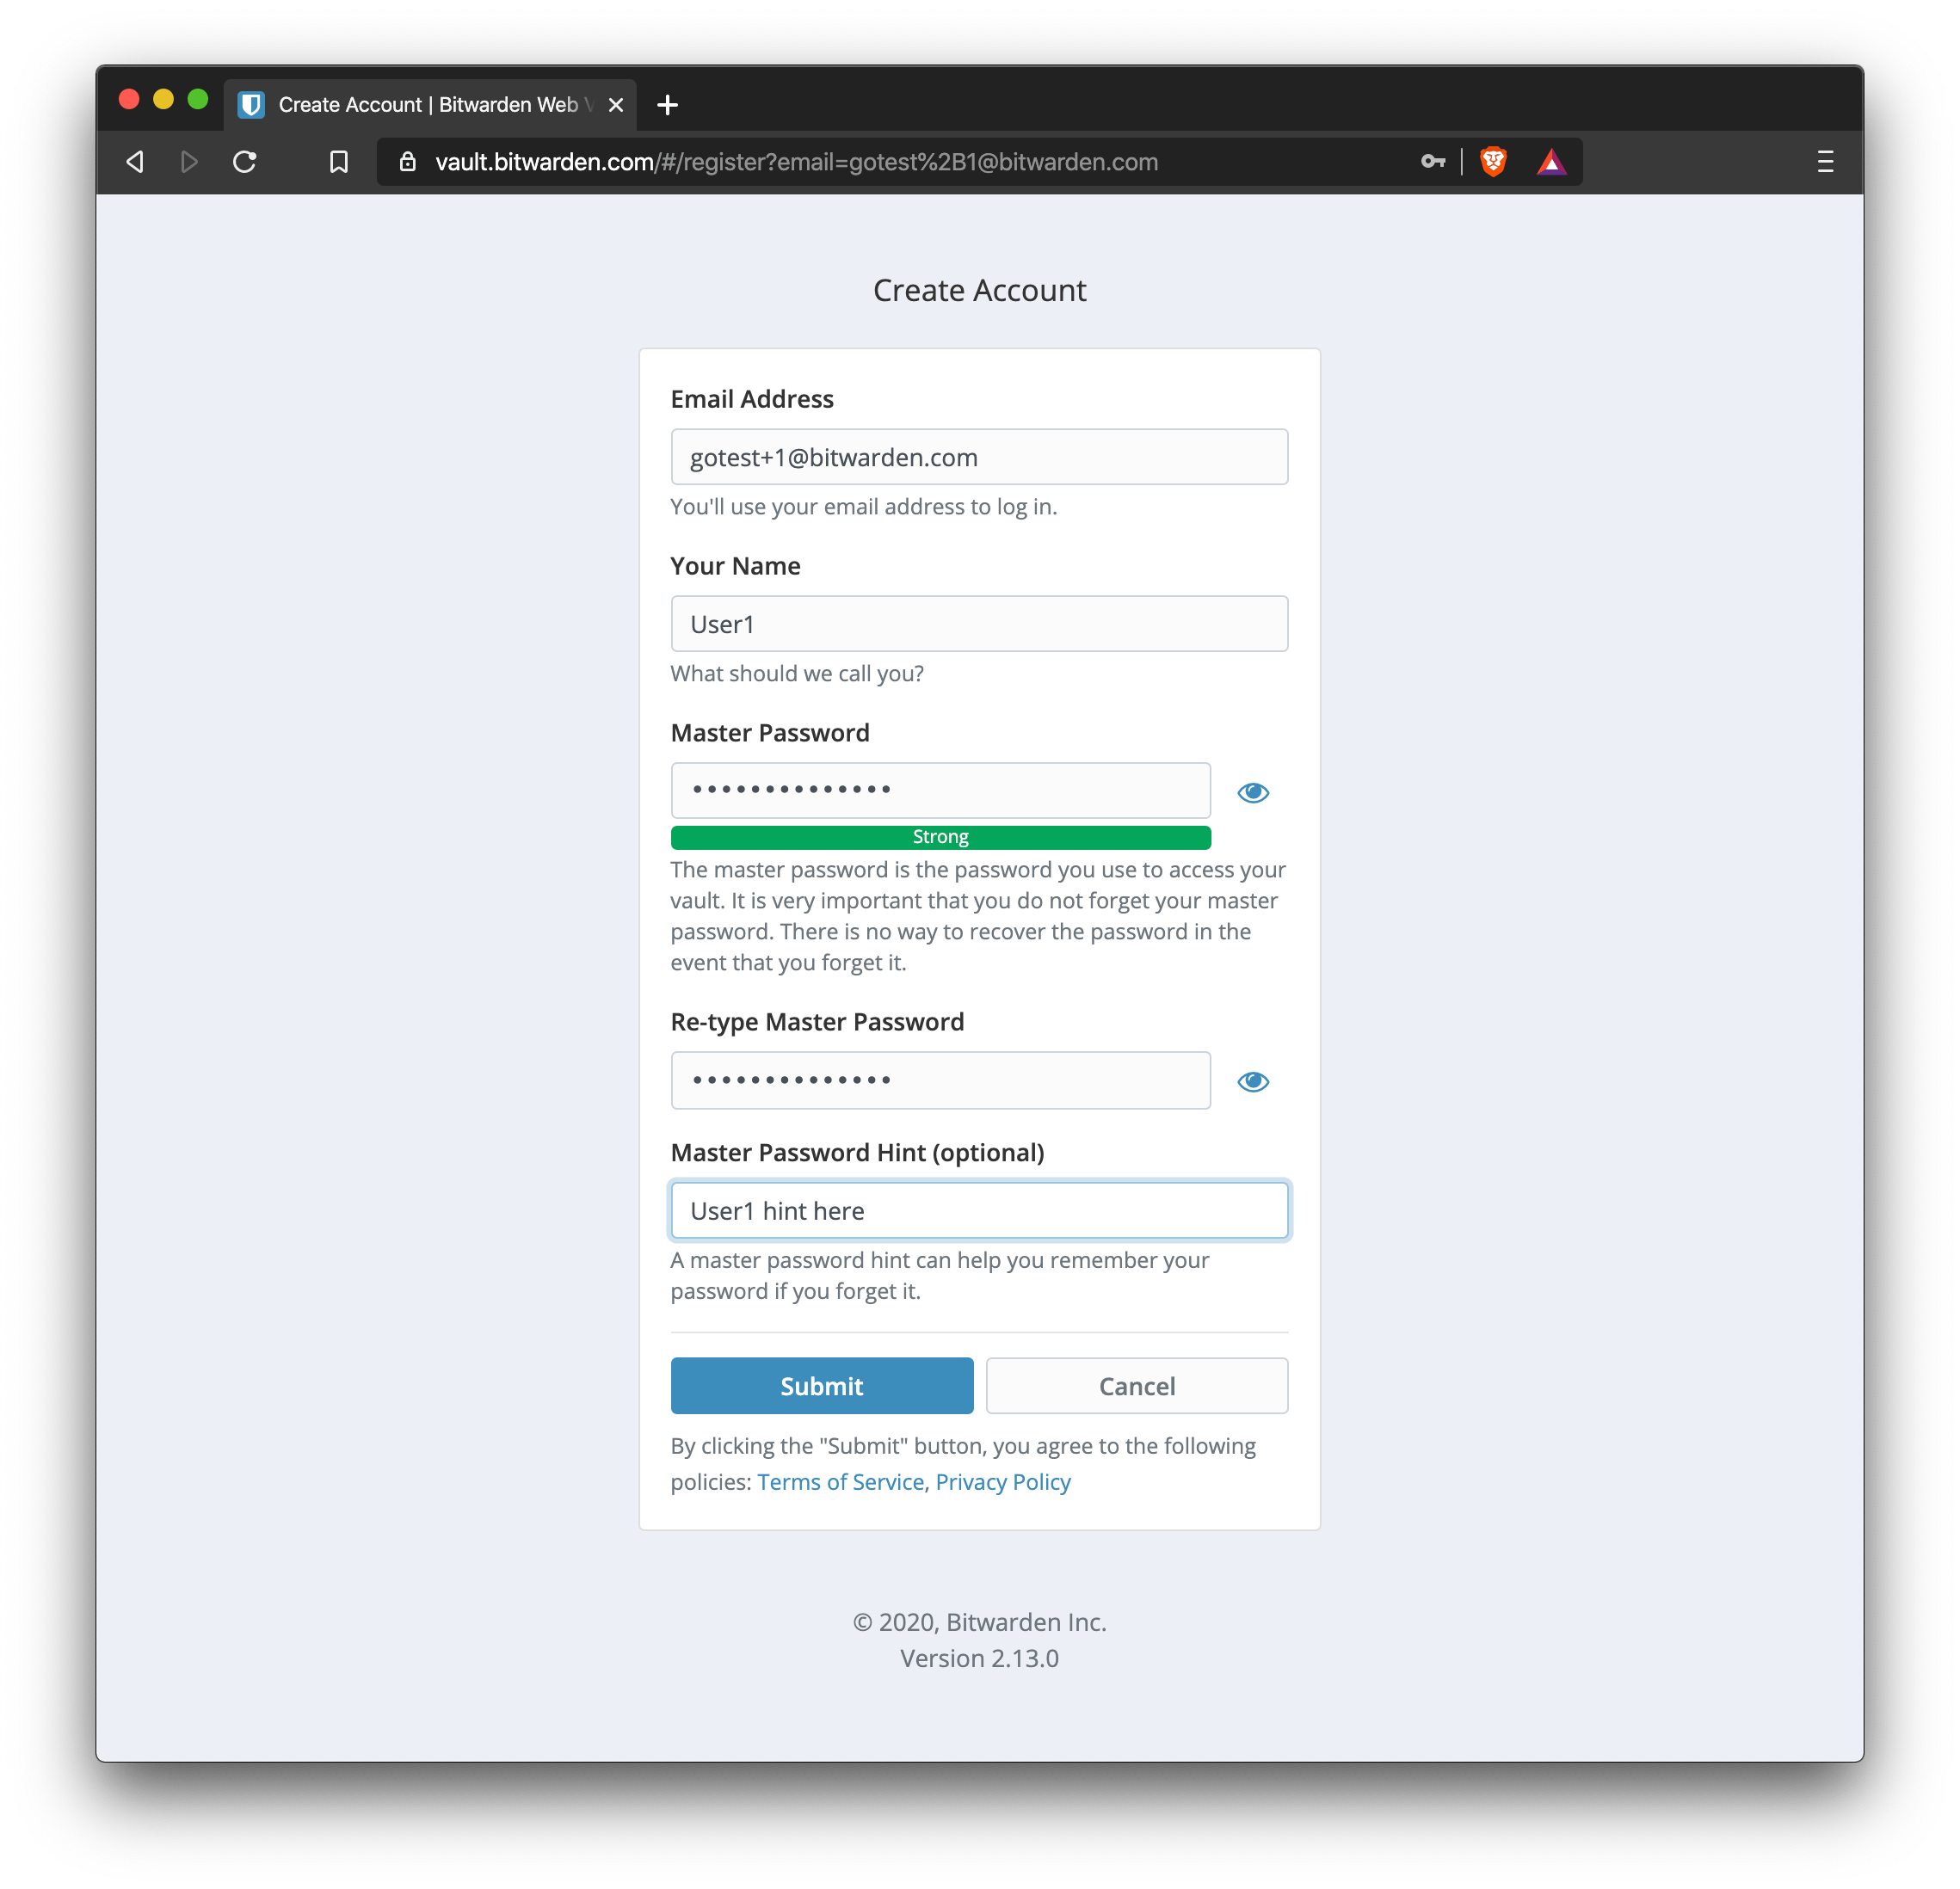 Create Account | Bitwarden Web
vault.bitwarden.com/#/register?email=gotest%2B1@bitwarden.com
Create Account
Email Address
gotest+1@bitwarden.com
You'll use your email address to log in.
Your Name
User1
What should we call you?
Master Password
••••••••••••••
Strong
The master password is the password you use to access your
vault. It is very important that you do not forget your master
password. There is no way to recover the password in the
event that you forget it.
Re-type Master Password
••••••••••••••
Master Password Hint (optional)
User1 hint here
A master password hint can help you remember your
password if you forget it.
Submit
Cancel
By clicking the "Submit" button, you agree to the following
policies: Terms of Service, Privacy Policy
© 2020, Bitwarden Inc.
Version 2.13.0